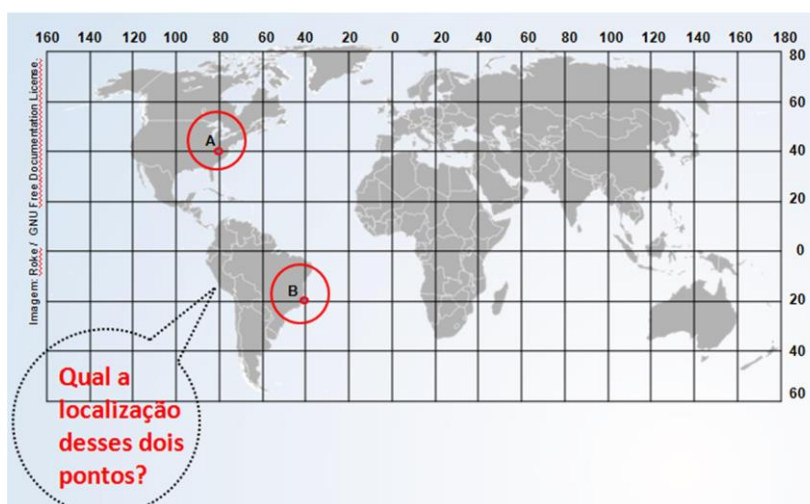 160 140 120 100 80 60 40 20 0 20 40 60 80 100 120 140 160 180
80
60
40
20
0
20
40
60
A
B
Imagem: Roke / GNU Free Documentation License.
Qual a
localização
desses dois
pontos?